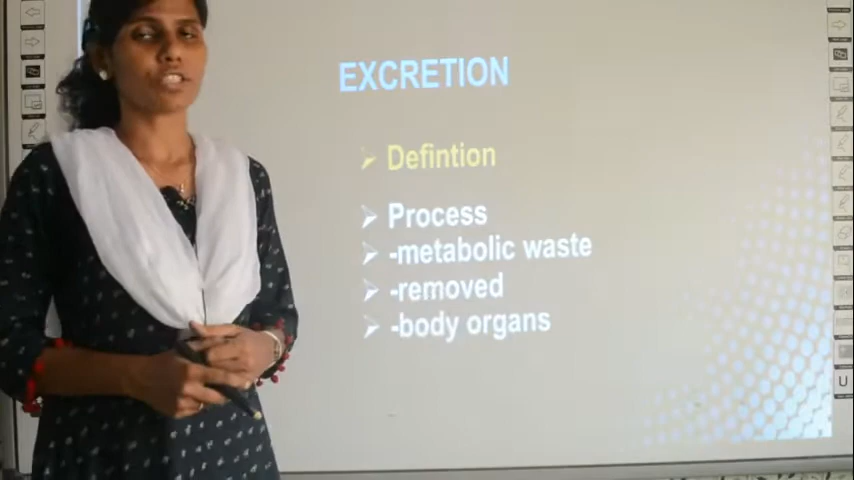 EXCRETION
Defintion
Process
-metabolic waste
-removed
-body organs
U